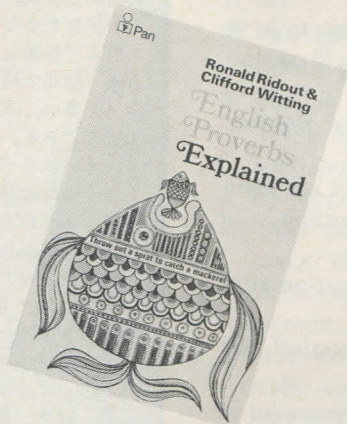 Pan
Ronald Ridout &
Clifford Witting
English
Proverbs
Explained
Throw out a sprat to catch a mackerel